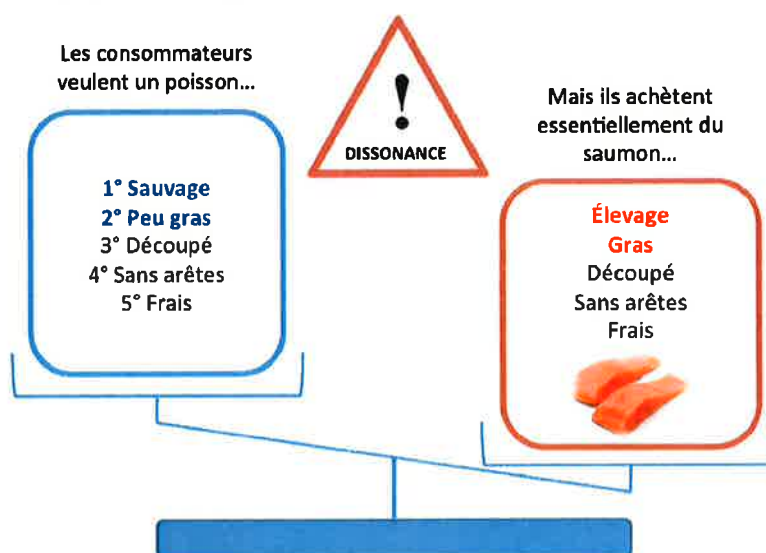 Les consommateurs
veulent un poisson...
1° Sauvage
2° Peu gras
3° Découpé
4° Sans arêtes
5° Frais
!
DISSONANCE
Mais ils achètent
essentiellement du
saumon...
Élevage
Gras
Découpé
Sans arêtes
Frais